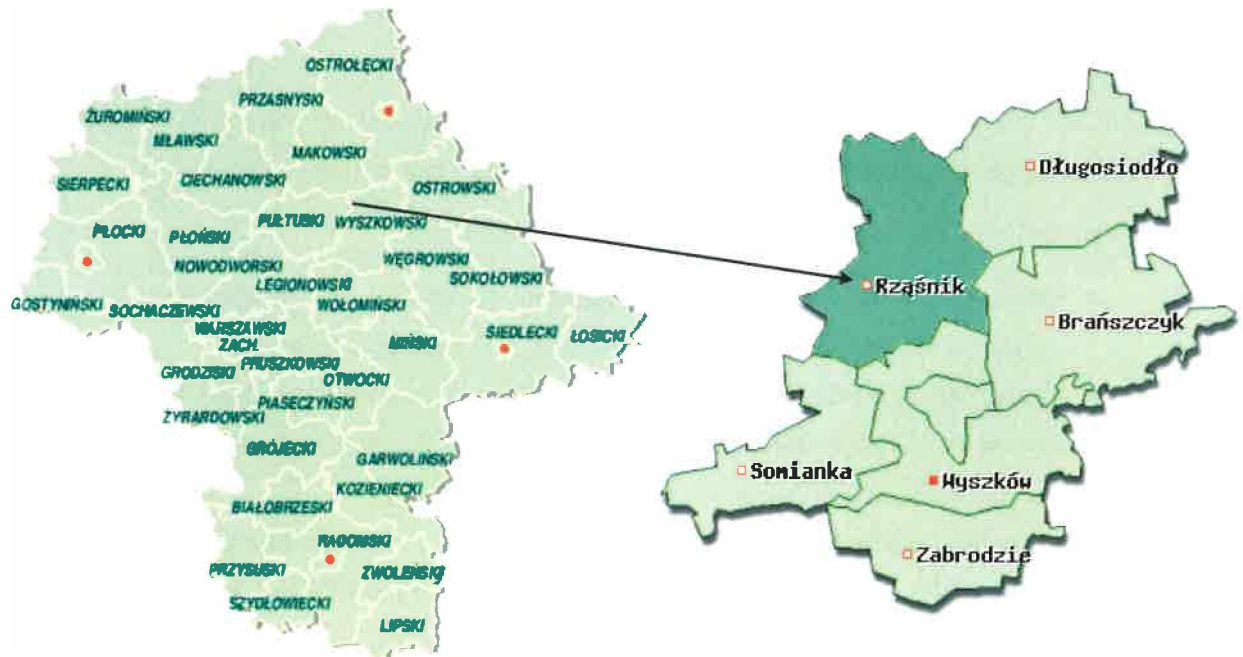 OSTROŁĘCKI
PRZASNYSKI
ŻUROMIŃSKI
MŁAWSKI
MAKOWSKI
SIERPECKI
CIECHANOWSKI
OSTROWSKI
PŁOCKI
PŁOŃSKI
PUŁTUSKI
WYSZKOWSKI
NOWODWORSKI
WĘGROWSKI
LEGIONOWSKI
SOKOŁOWSKI
GOSTYNIŃSKI
SOCHACZEWSKI
WOŁOMIŃSKI
WARSZAWSKI
ZACH.
MIŃSKI
SIEDLECKI
ŁOSICKI
GRODZISKI
PRUSZKOWSKI
OTWOCKI
PIASECZYŃSKI
ŻYRARDOWSKI
GRÓJECKI
GARWOLIŃSKI
KOZIENICKI
BIAŁOBRZESKI
RADOMSKI
PRZYSUSKI
ZWOLEŃSKI
SZYDŁOWIECKI
LIPSKI
Długosiodło
Rząśnik
Brańszczyk
Somianka
Wyszków
Zabrodzie